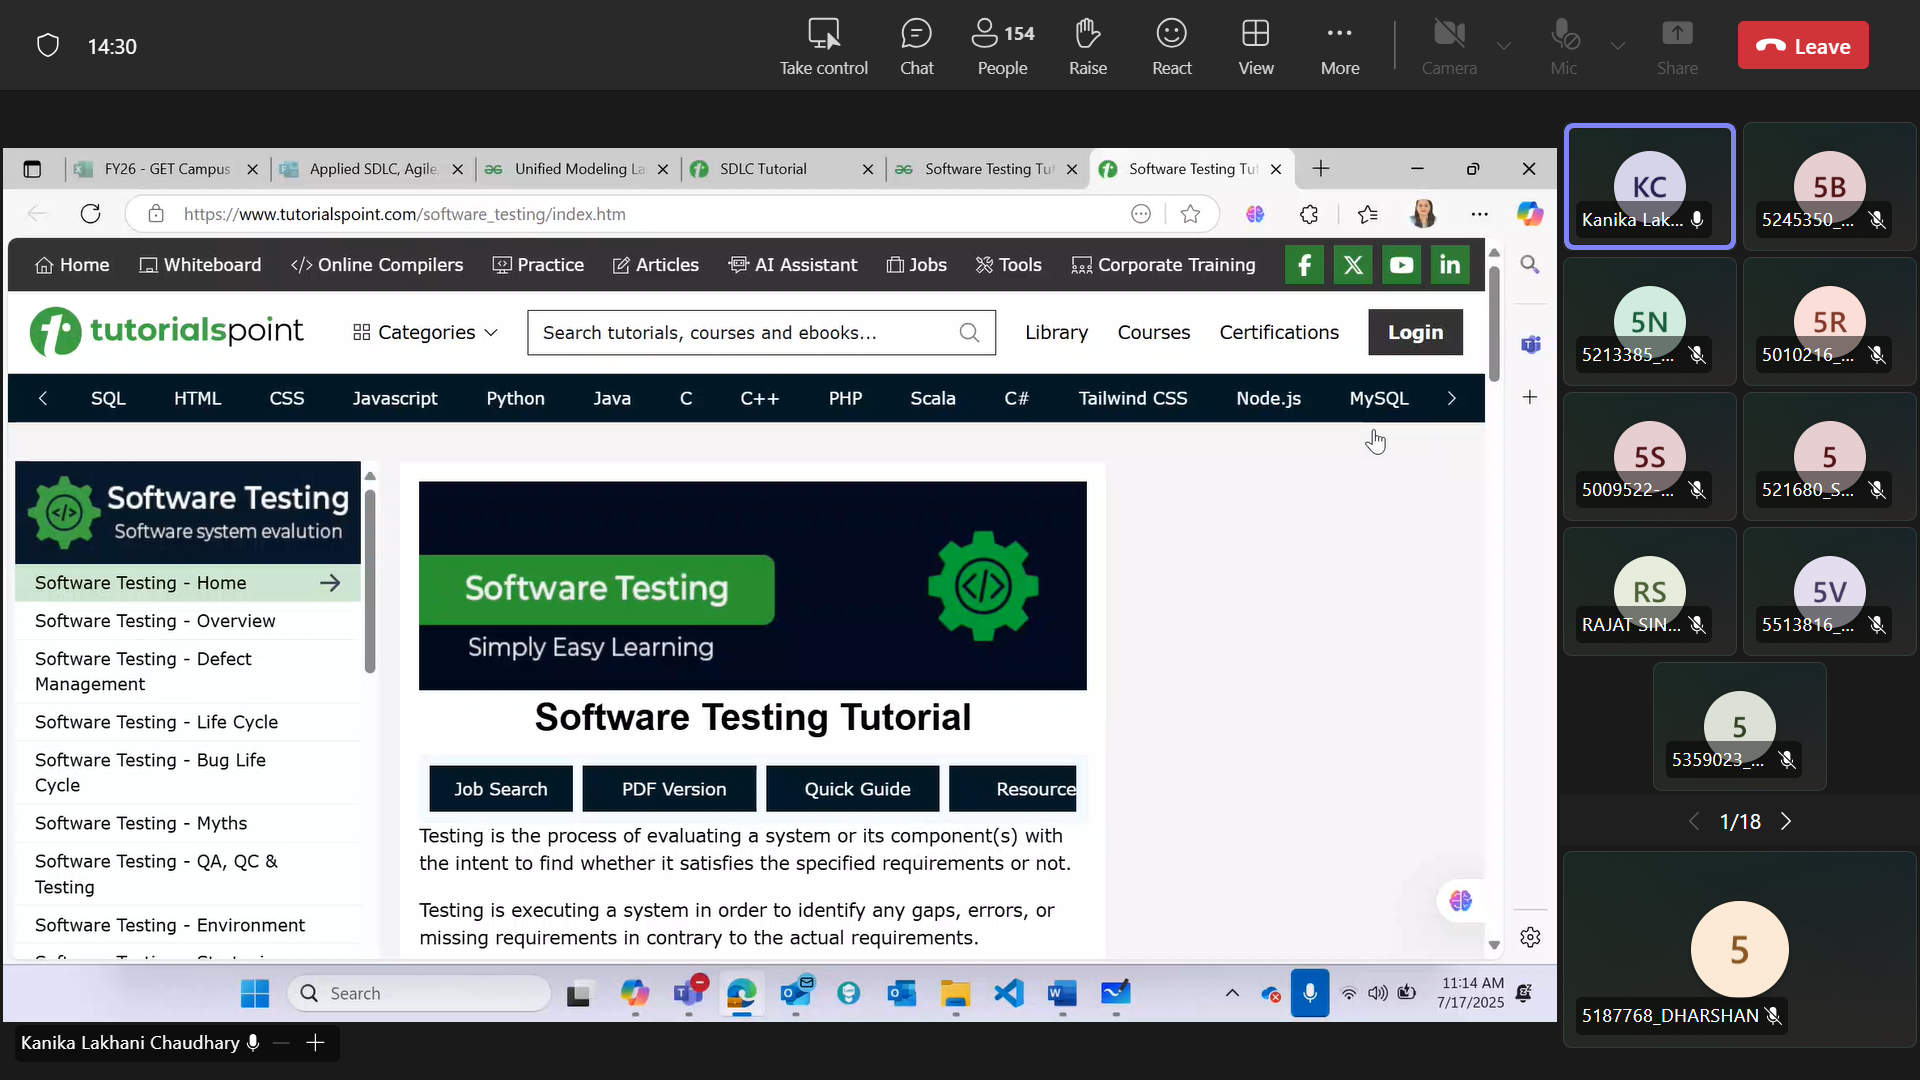 14:30
Take control
Chat
154
People
Raise
React
View
More
Camera
Mic
Share
Leave
FY26 - GET Campus
Applied SDLC, Agile
Unified Modeling La
SDLC Tutorial
Software Testing Tut
Software Testing Tut
https://www.tutorialspoint.com/software_testing/index.htm
Home
Whiteboard
Online Compilers
Practice
Articles
AI Assistant
Jobs
Tools
Corporate Training
tutorialspoint
Categories
Search tutorials, courses and ebooks...
Library
Courses
Certifications
Login
SQL
HTML
CSS
Javascript
Python
Java
C
C++
PHP
Scala
C#
Tailwind CSS
Node.js
MySQL
Software Testing
Software system evalution
Software Testing - Home
Software Testing - Overview
Software Testing - Defect
Management
Software Testing - Life Cycle
Software Testing - Bug Life
Cycle
Software Testing - Myths
Software Testing - QA, QC &
Testing
Software Testing - Environment
Software Testing
Simply Easy Learning
Software Testing Tutorial
Job Search
PDF Version
Quick Guide
Resource
Testing is the process of evaluating a system or its component(s) with
the intent to find whether it satisfies the specified requirements or not.
Testing is executing a system in order to identify any gaps, errors, or
missing requirements in contrary to the actual requirements.
Search
11:14 AM
7/17/2025
Kanika Lakhani Chaudhary
KC
Kanika Lak...
5B
5245350_...
5N
5213385_...
5R
5010216_...
5S
5009522-...
5
521680_S...
RS
RAJAT SIN...
5V
5513816_...
5
5359023_...
1/18
5
5187768_DHARSHAN